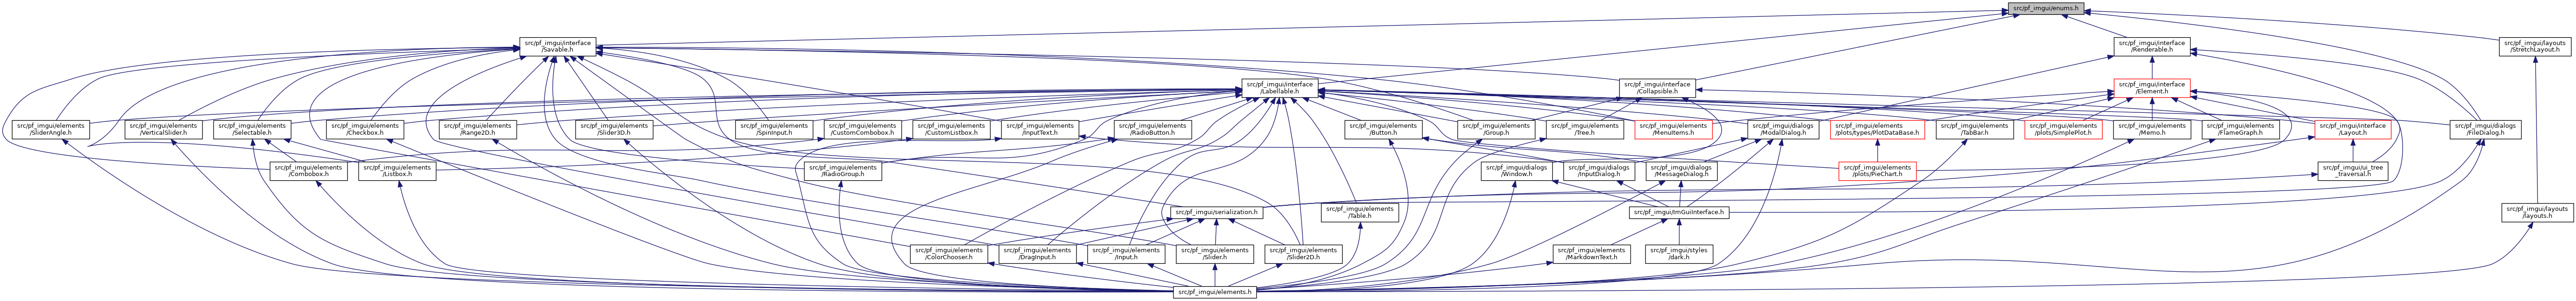 src/pf_imgui/enums.h
src/pf_imgui/interface
/Savable.h
src/pf_imgui/interface
/Renderable.h
src/pf_imgui/layouts
/StretchLayout.h
src/pf_imgui/interface
/Labellable.h
src/pf_imgui/interface
/Collapsible.h
src/pf_imgui/interface
/Element.h
src/pf_imgui/elements
/SliderAngle.h
src/pf_imgui/elements
/VerticalSlider.h
src/pf_imgui/elements
/Selectable.h
src/pf_imgui/elements
/Checkbox.h
src/pf_imgui/elements
/Range2D.h
src/pf_imgui/elements
/Slider3D.h
src/pf_imgui/elements
/SpinInput.h
src/pf_imgui/elements
/CustomCombobox.h
src/pf_imgui/elements
/CustomListbox.h
src/pf_imgui/elements
/InputText.h
src/pf_imgui/elements
/RadioButton.h
src/pf_imgui/elements
/Button.h
src/pf_imgui/elements
/Group.h
src/pf_imgui/elements
/Tree.h
src/pf_imgui/elements
/MenuItems.h
src/pf_imgui/dialogs
/ModalDialog.h
src/pf_imgui/elements
/plots/types/PlotDataBase.h
src/pf_imgui/elements
/TabBar.h
src/pf_imgui/elements
/plots/SimplePlot.h
src/pf_imgui/elements
/Memo.h
src/pf_imgui/elements
/FlameGraph.h
src/pf_imgui/interface
/Layout.h
src/pf_imgui/dialogs
/FileDialog.h
src/pf_imgui/elements
/Combobox.h
src/pf_imgui/elements
/Listbox.h
src/pf_imgui/elements
/RadioGroup.h
src/pf_imgui/dialogs
/Window.h
src/pf_imgui/dialogs
/InputDialog.h
src/pf_imgui/dialogs
/MessageDialog.h
src/pf_imgui/elements
/plots/PieChart.h
src/pf_imgui/ui_tree
_traversal.h
src/pf_imgui/serialization.h
src/pf_imgui/elements
/Table.h
src/pf_imgui/ImGuiInterface.h
src/pf_imgui/layouts
/layouts.h
src/pf_imgui/elements
/ColorChooser.h
src/pf_imgui/elements
/DragInput.h
src/pf_imgui/elements
/Input.h
src/pf_imgui/elements
/Slider.h
src/pf_imgui/elements
/Slider2D.h
src/pf_imgui/elements
/MarkdownText.h
src/pf_imgui/styles
/dark.h
src/pf_imgui/elements.h